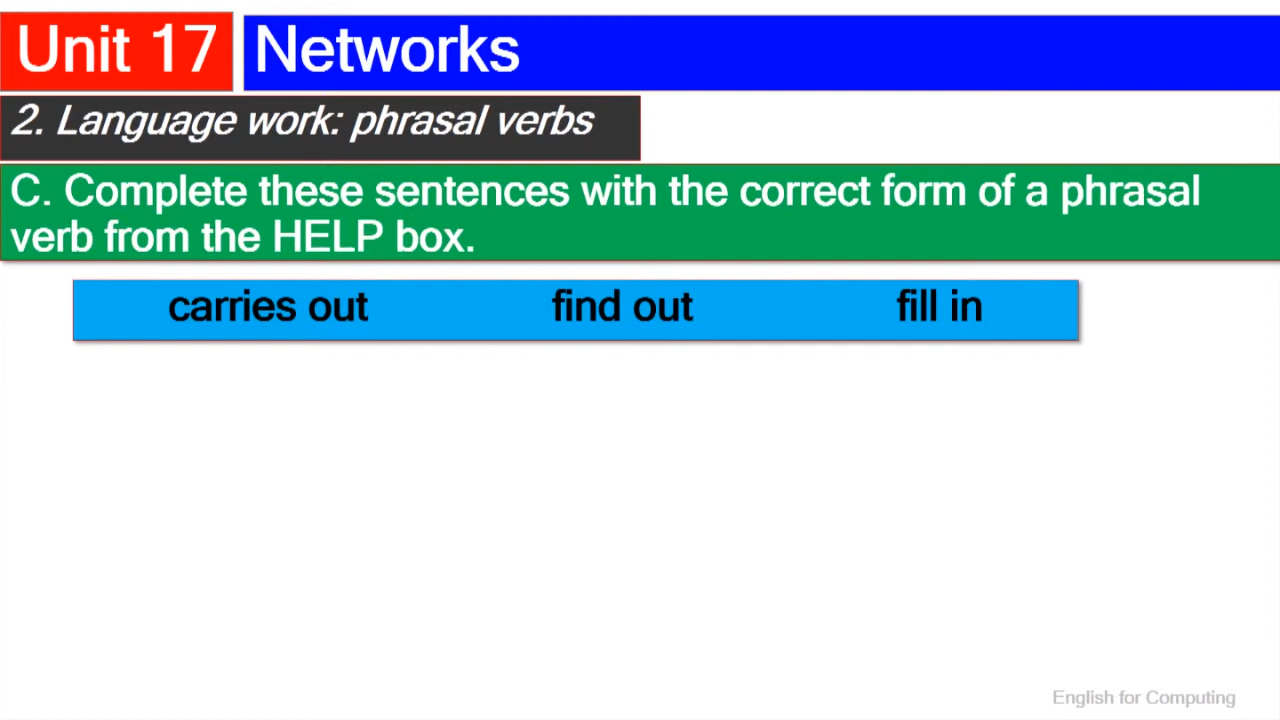 Unit 17 Networks
2. Language work: phrasal verbs
C. Complete these sentences with the correct form of a phrasal
verb from the HELP box.
carries out find out fill in
English for Computing